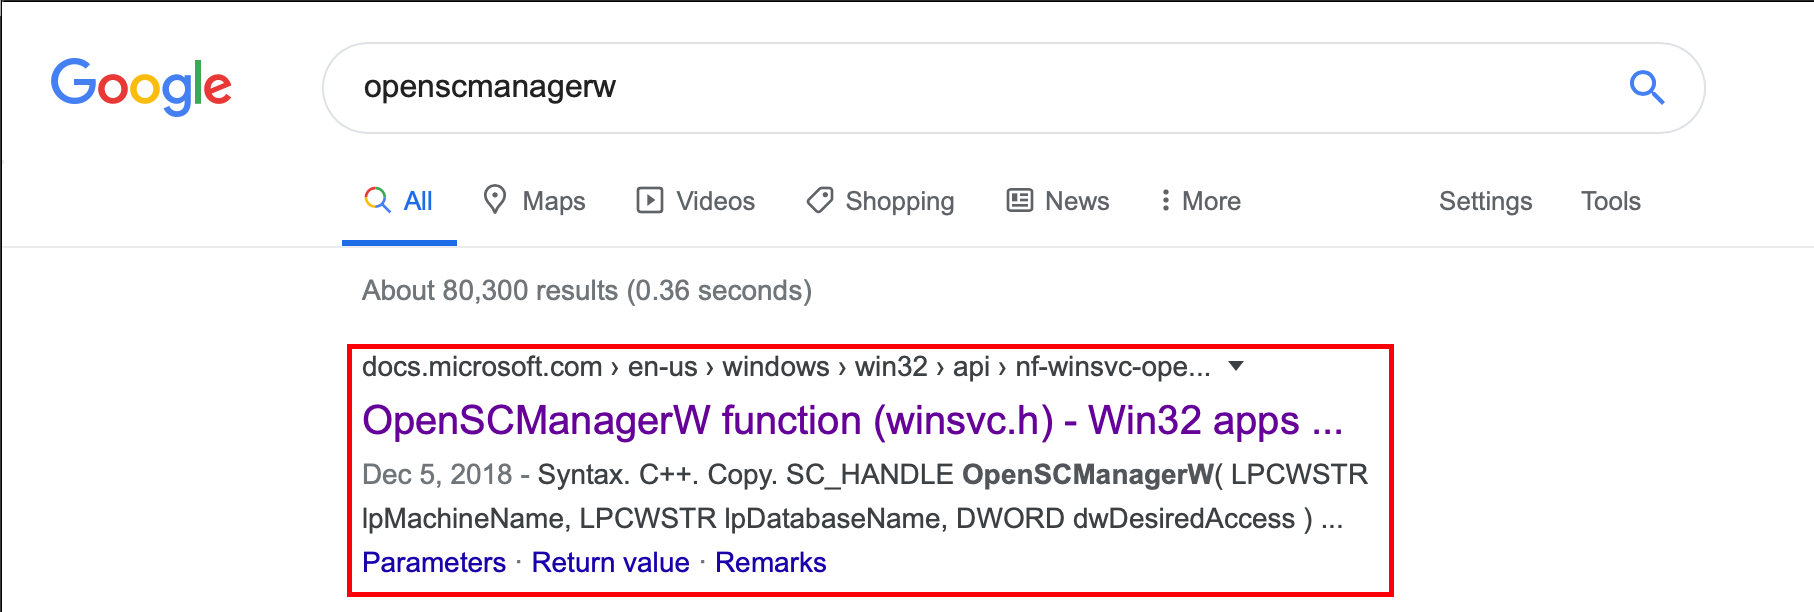 Google
openscmanagerw
All Maps Videos Shopping News More Settings Tools
About 80,300 results (0.36 seconds)
docs.microsoft.com › en-us › windows › win32 › api › nf-winsvc-ope...
OpenSCManagerW function (winsvc.h) - Win32 apps ...
Dec 5, 2018 - Syntax. C++. Copy. SC_HANDLE OpenSCManagerW( LPCWSTR
lpMachineName, LPCWSTR lpDatabaseName, DWORD dwDesiredAccess ) ...
Parameters · Return value · Remarks